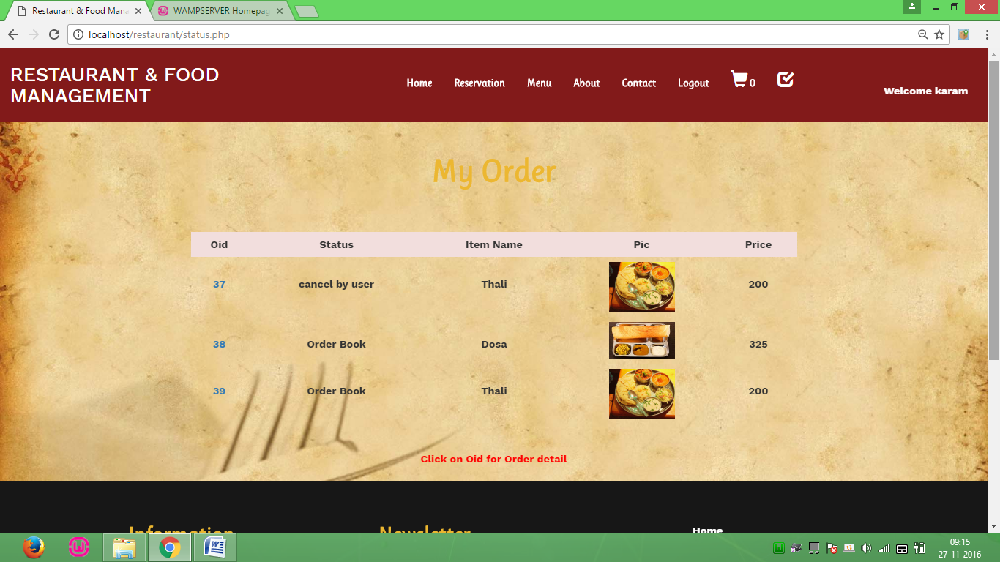 Restaurant & Food Mana
WAMPSERVER Homepag
localhost/restaurant/status.php
RESTAURANT & FOOD
MANAGEMENT
Home Reservation Menu About Contact Logout 0
Welcome karam
My Order
Oid Status Item Name Pic Price
37 cancel by user Thali 200
38 Order Book Dosa 325
39 Order Book Thali 200
Click on Oid for Order detail
Information Newsletter Home
09:15
27-11-2016